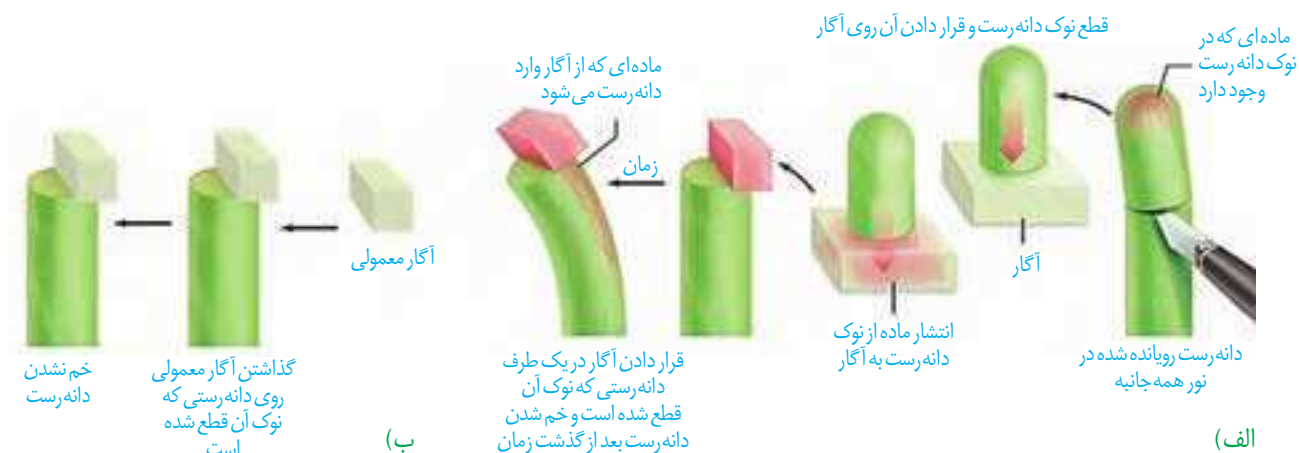 ماده‌ای که در
نوک دانه‌رست
وجود دارد
قطع نوک دانه‌رست و قرار دادن آن روی آگار
آگار
دانه‌رست رویانده شده در
نور همه‌جانبه
انتشار ماده از نوک
دانه‌رست به آگار
ماده‌ای که از آگار وارد
دانه‌رست می‌شود
زمان
قرار دادن آگار در یک طرف
دانه‌رستی که نوک آن
قطع شده است و خم شدن
دانه‌رست بعد از گذشت زمان
الف)
آگار معمولی
گذاشتن آگار معمولی
روی دانه‌رستی که
نوک آن قطع شده
است
خم نشدن
دانه‌رست
ب)